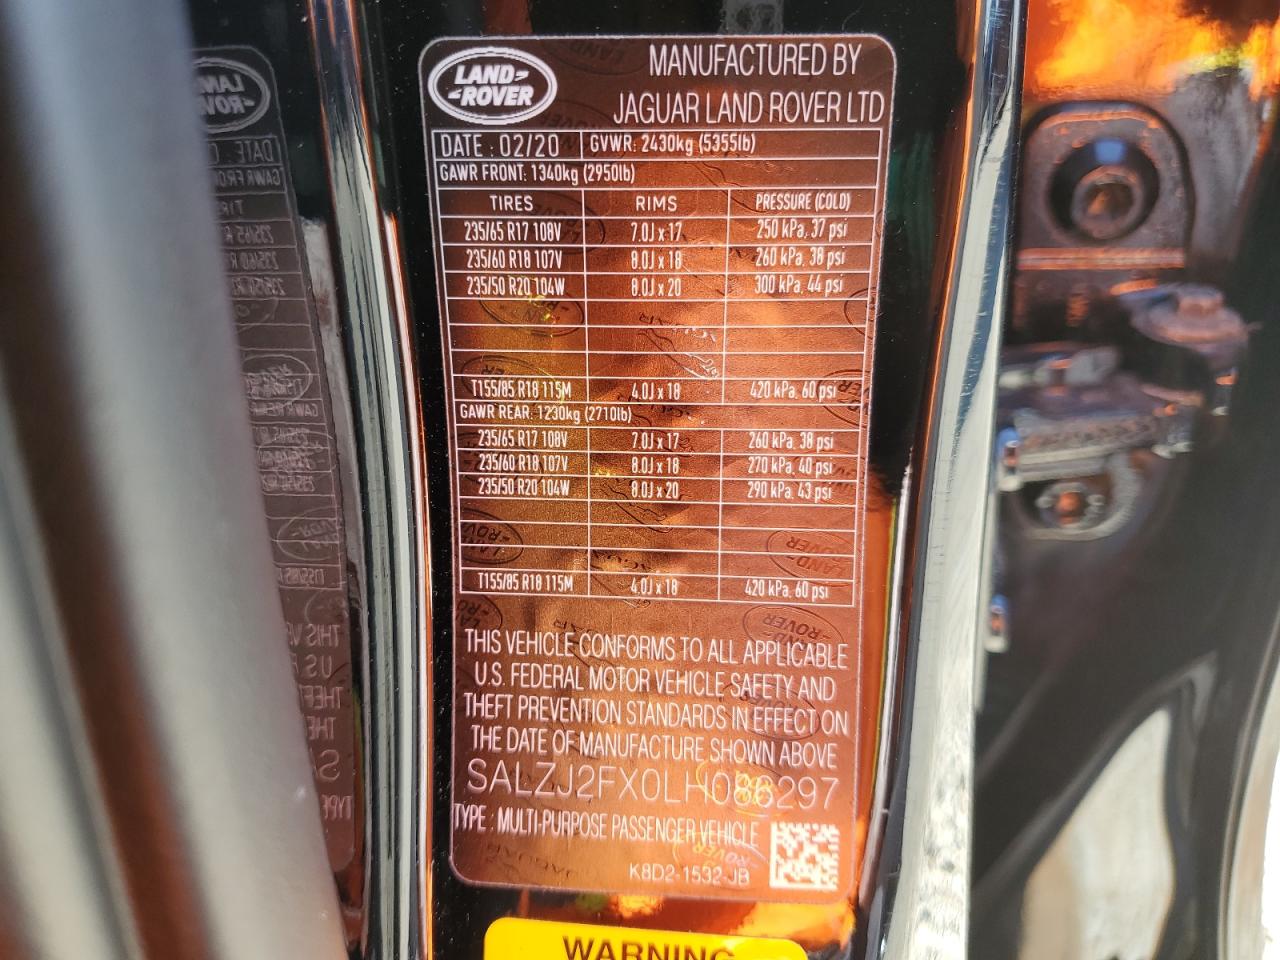 LAND-
-ROVER
MANUFACTURED BY
JAGUAR LAND ROVER LTD
DATE : 02/20 GVWR: 2430kg (5355lb)
GAWR FRONT: 1340kg (2950lb)
TIRES RIMS PRESSURE (COLD)
235/65 R17 108V 7.0J x 17 250 kPa, 37 psi
235/60 R18 107V 8.0J x 18 260 kPa, 38 psi
235/50 R20 104W 8.0J x 20 300 kPa, 44 psi
T155/85 R18 115M 4.0J x 18 420 kPa, 60 psi
GAWR REAR: 1230kg (2710lb)
235/65 R17 108V 7.0J x 17 260 kPa, 38 psi
235/60 R18 107V 8.0J x 18 270 kPa, 40 psi
235/50 R20 104W 8.0J x 20 290 kPa, 43 psi
T155/85 R18 115M 4.0J x 18 420 kPa, 60 psi
THIS VEHICLE CONFORMS TO ALL APPLICABLE
U.S. FEDERAL MOTOR VEHICLE SAFETY AND
THEFT PREVENTION STANDARDS IN EFFECT ON
THE DATE OF MANUFACTURE SHOWN ABOVE
SALZJ2FX0LH086297
TYPE : MULTI-PURPOSE PASSENGER VEHICLE
K8D2-1532-JB
WARNING